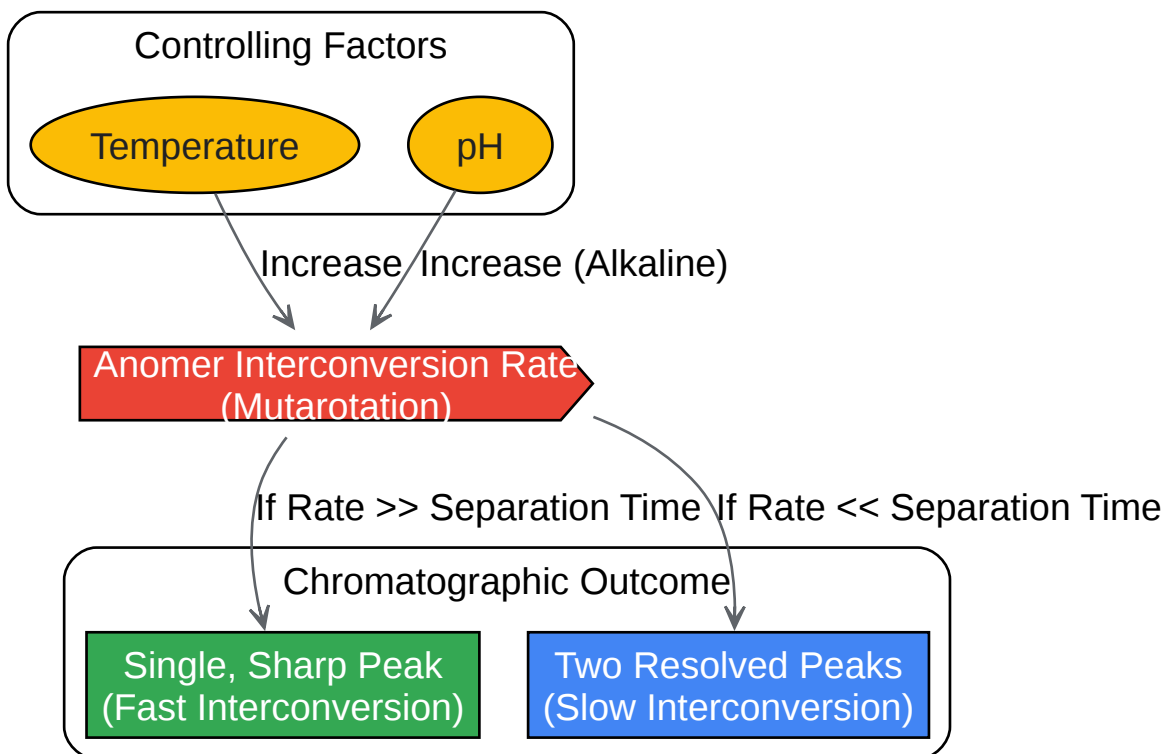 Controlling Factors
Temperature
pH
Increase
Increase (Alkaline)
Anomer Interconversion Rate
(Mutarotation)
If Rate >> Separation Time
If Rate << Separation Time
Chromatographic Outcome
Single, Sharp Peak
(Fast Interconversion)
Two Resolved Peaks
(Slow Interconversion)